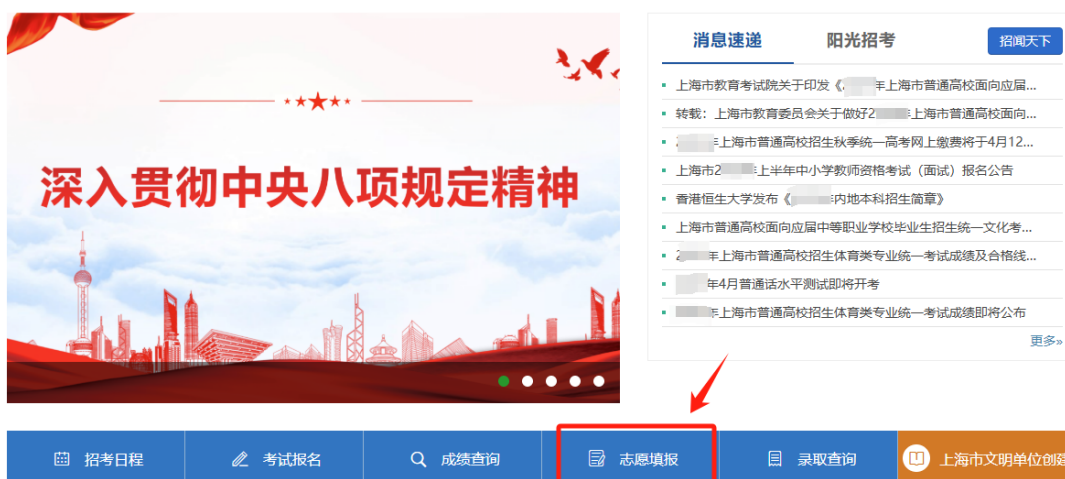 深入贯彻中央八项规定精神
消息速递 阳光招考 招闻天下
上海市教育考试院关于印发《 年上海市普通高校面向应届...
转载：上海市教育委员会关于做好2 年上海市普通高校面向...
年上海市普通高校招生秋季统一高考网上缴费将于4月12...
上海市2 上半年中小学教师资格考试（面试）报名公告
香港恒生大学发布《 年内地本科招生简章》
上海市普通高校面向应届中等职业学校毕业生招生统一文化考...
2 年上海市普通高校招生体育类专业统一考试成绩及合格线...
年4月普通话水平测试即将开考
年上海市普通高校招生体育类专业统一考试成绩即将公布
更多»
招考日程 考试报名 成绩查询 志愿填报 录取查询 上海市文明单位创建